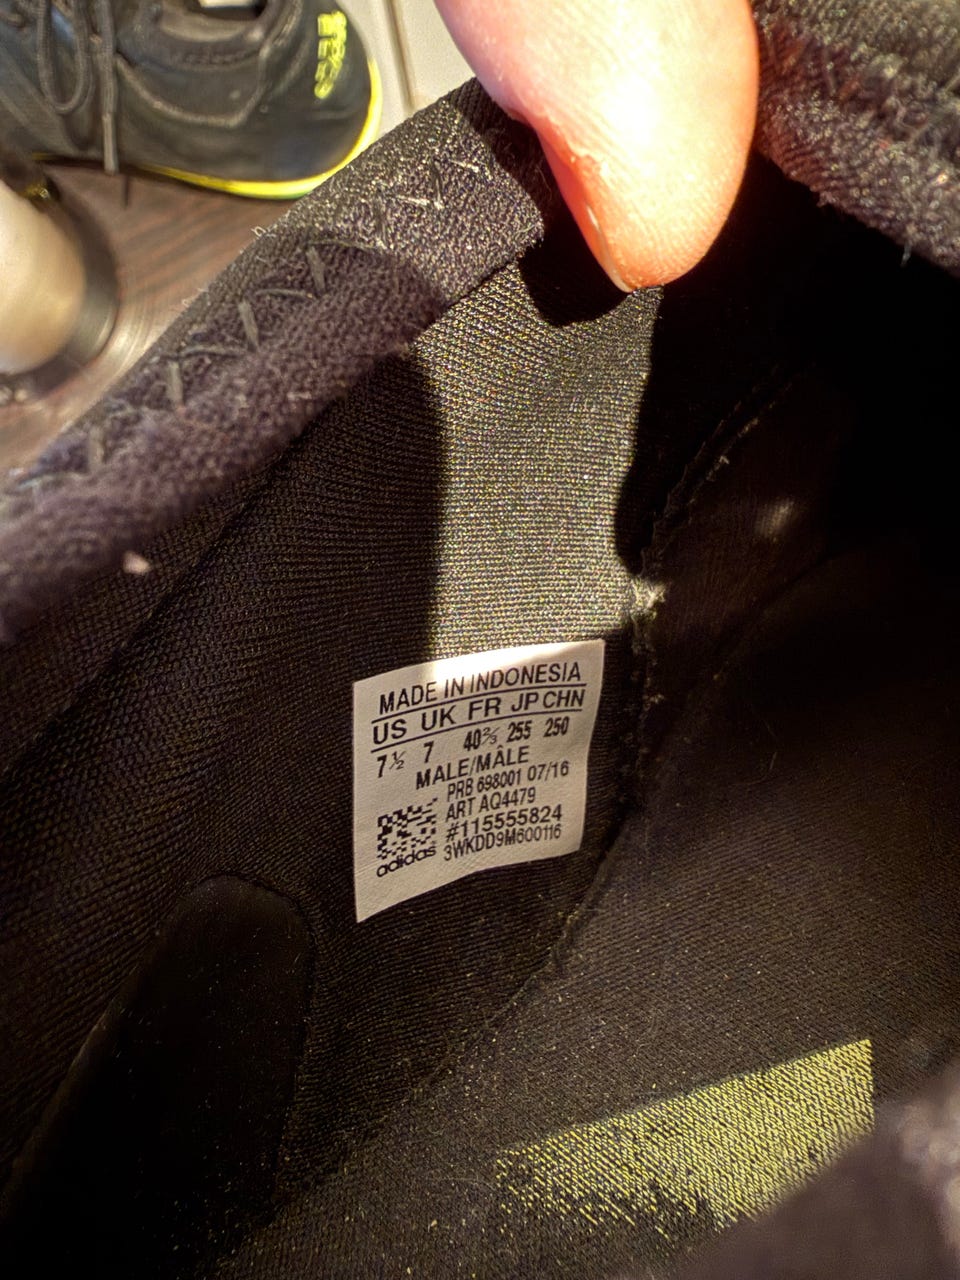 MADE IN INDONESIA
US UK FR JP CHN
7½ 7 40⅔ 255 250
MALE/MÂLE
PRB 698001 07/16
ART AQ4479
#115555824
3WKDD9M600116
adidas